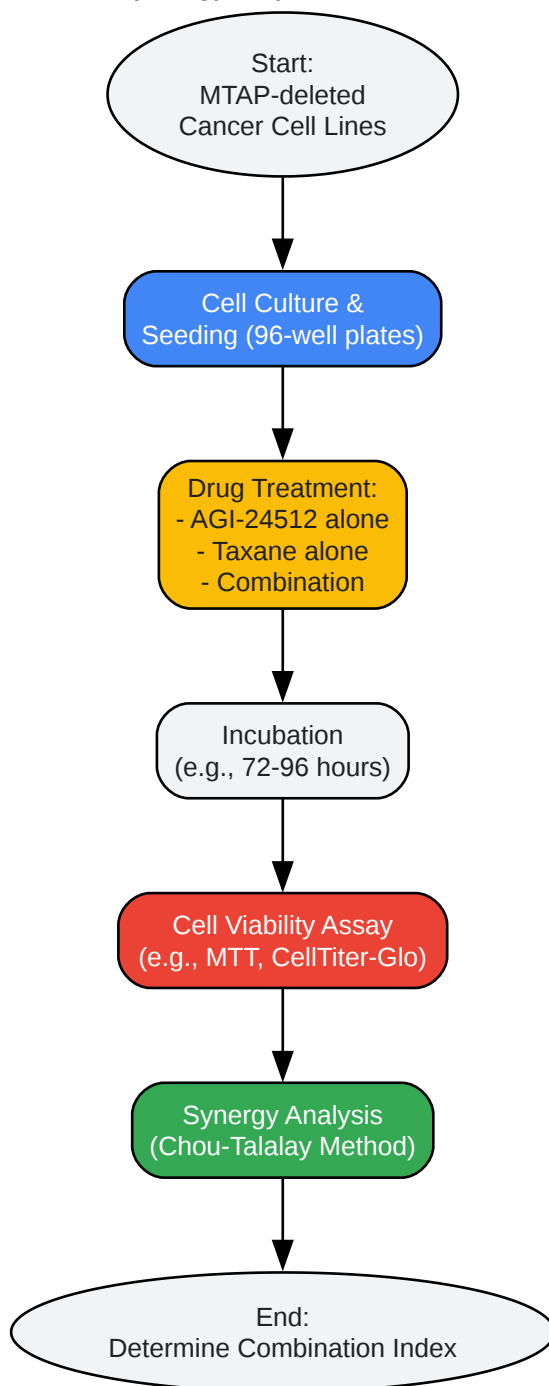 Start:
MTAP-deleted
Cancer Cell Lines
Cell Culture &
Seeding (96-well plates)
Drug Treatment:
- AGI-24512 alone
- Taxane alone
- Combination
Incubation
(e.g., 72-96 hours)
Cell Viability Assay
(e.g., MTT, CellTiter-Glo)
Synergy Analysis
(Chou-Talalay Method)
End:
Determine Combination Index